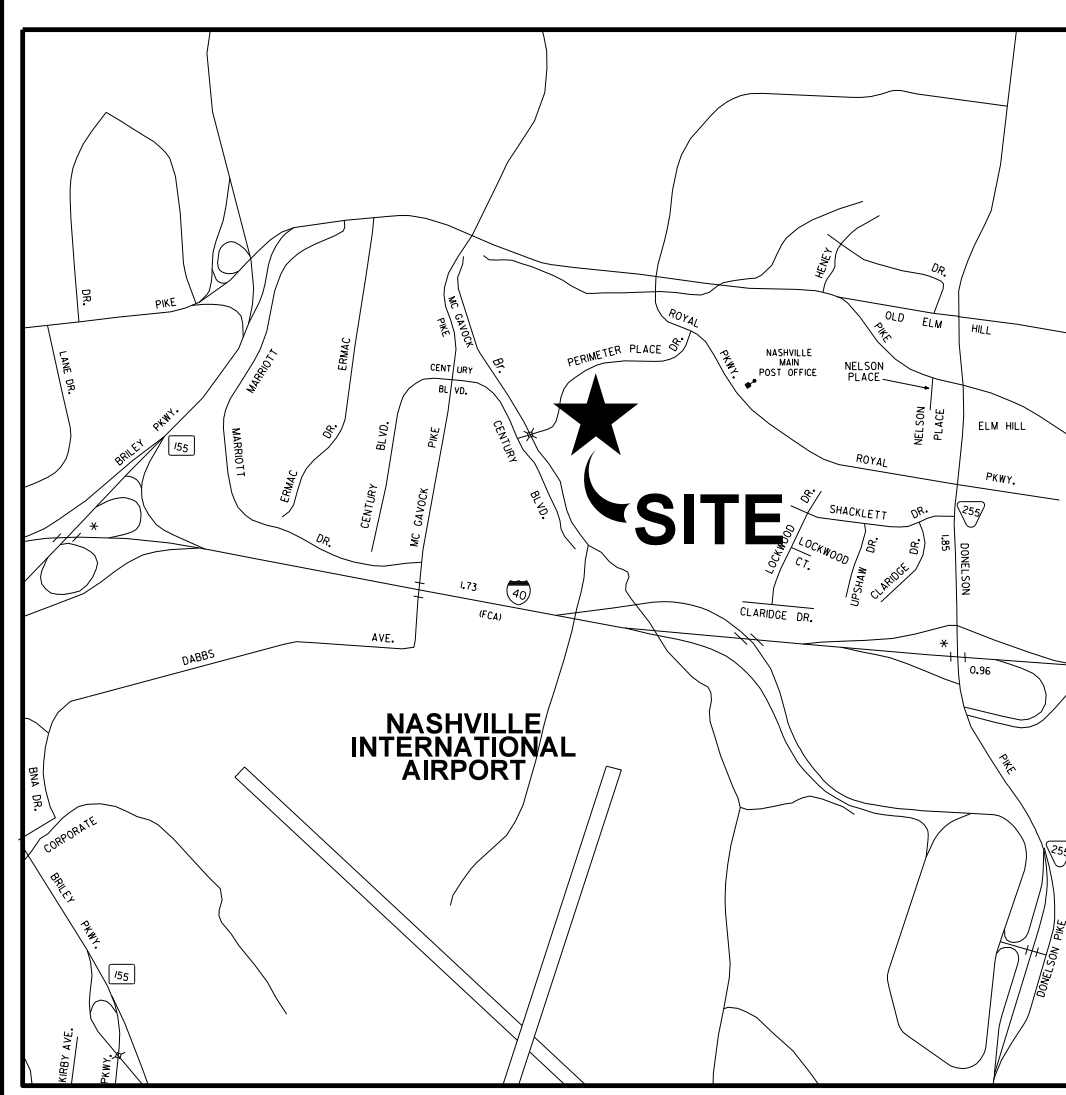 DR.
PIKE
LANE DR.
BRILEY PKWY.
155
MARRIOTT
MARRIOTT
DR.
ERMAC
DR.
ERMAC
CENTURY
BLVD.
CENTURY
BLVD.
MC GAVOCK
PIKE
MC GAVOCK
PIKE
Br.
CENTURY
BLVD.
PERIMETER PLACE DR.
ROYAL
PKWY.
NASHVILLE
MAIN
POST OFFICE
HENEY
DR.
OLD ELM HILL
PIKE
NELSON
PLACE
NELSON
PLACE
ELM HILL
ROYAL
PKWY.
SITE
LOCKWOOD
DR.
SHACKLETT
DR.
LOCKWOOD
CT.
UPSHAW DR.
CLARIDGE DR.
CLARIDGE DR.
255
1.85
DONELSON
*
*
1.73
40
(FCA)
0.96
DABBS
AVE.
NASHVILLE
INTERNATIONAL
AIRPORT
PIKE
BNA DR.
CORPORATE
BRILEY
PKWY.
155
KIRBY AVE.
PKWY.
255
DONELSON PIKE